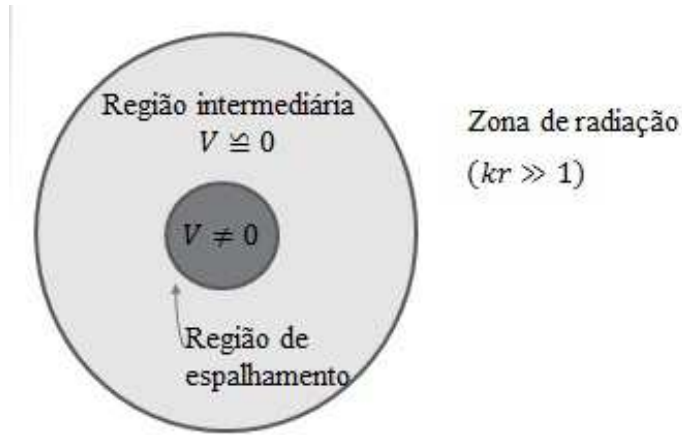 Região intermediária
V ≅ 0
Zona de radiação
(kr ≫ 1)
V ≠ 0
Região de
espalhamento